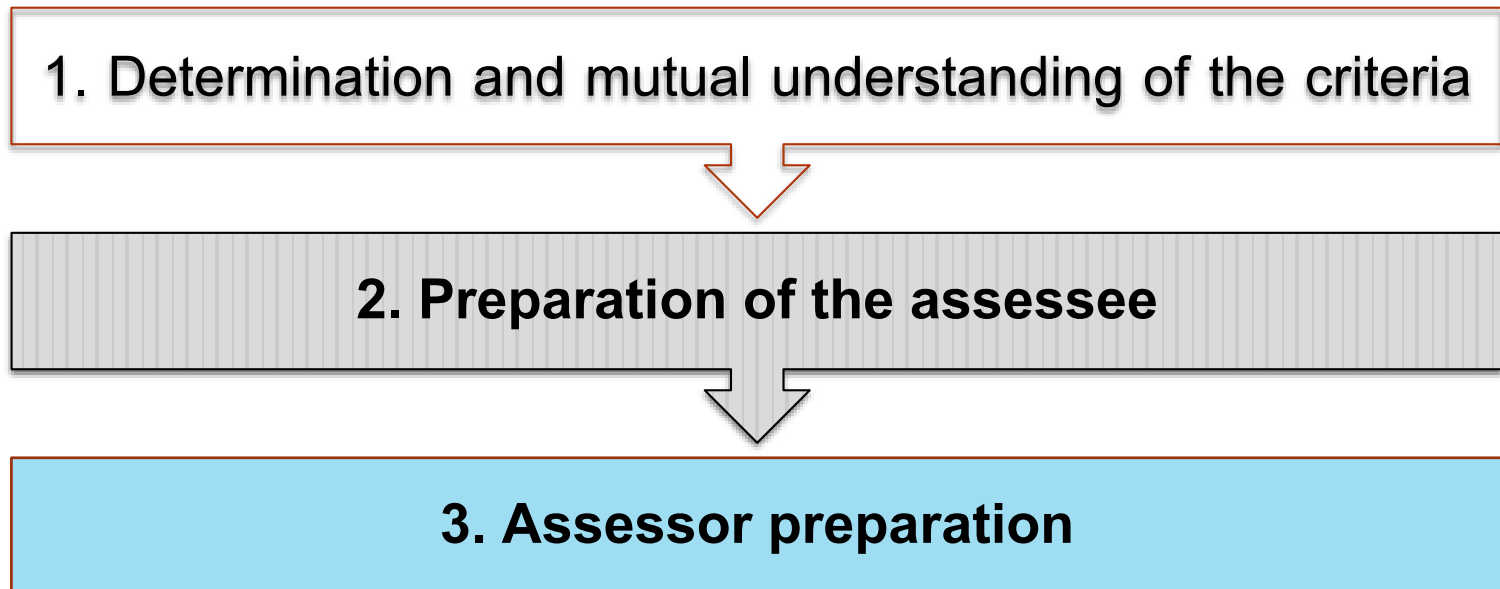 1. Determination and mutual understanding of the criteria
2. Preparation of the assessee
3. Assessor preparation